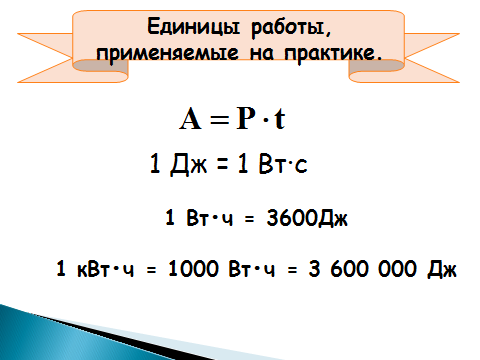 Единицы работы,
применяемые на практике.
A = P · t
1 Дж = 1 Вт·с
1 Вт·ч = 3600Дж
1 кВт·ч = 1000 Вт·ч = 3 600 000 Дж